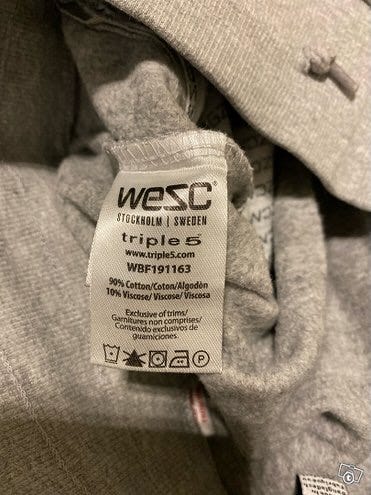 wesc
STOCKHOLM | SWEDEN
triple5
www.triple5.com
WBF191163
90% Cotton/Coton/Algodón
10% Viscose/Viscose/Viscosa
Exclusive of trims/
Garnitures non comprises/
Contenido exclusivos de
guarniciones.